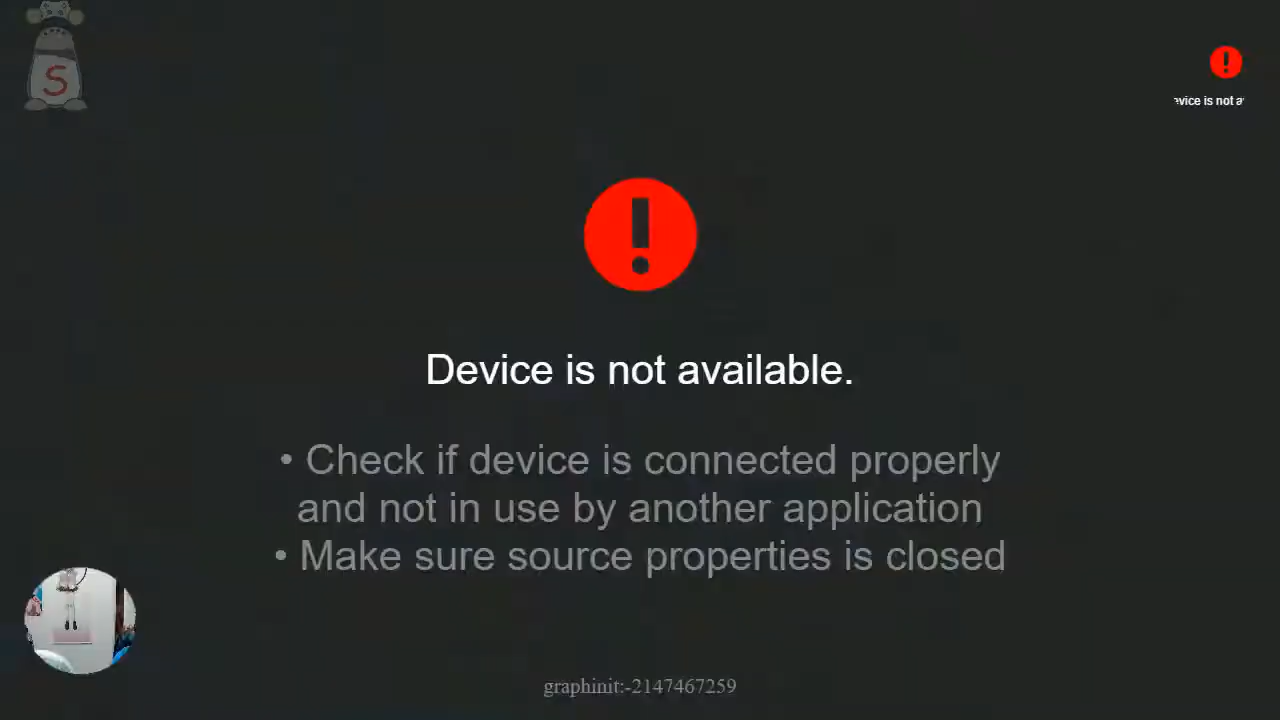 S
evice is not a
Device is not available.
• Check if device is connected properly
and not in use by another application
• Make sure source properties is closed
graphinit:-2147467259